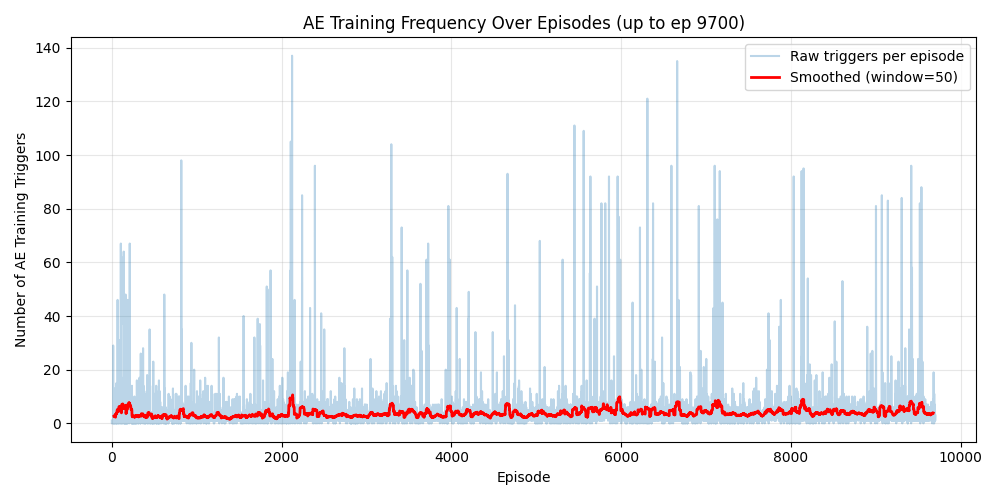 AE Training Frequency Over Episodes (up to ep 9700)
Raw triggers per episode
Smoothed (window=50)
Number of AE Training Triggers
140
120
100
80
60
40
20
0
0 2000 4000 6000 8000 10000
Episode